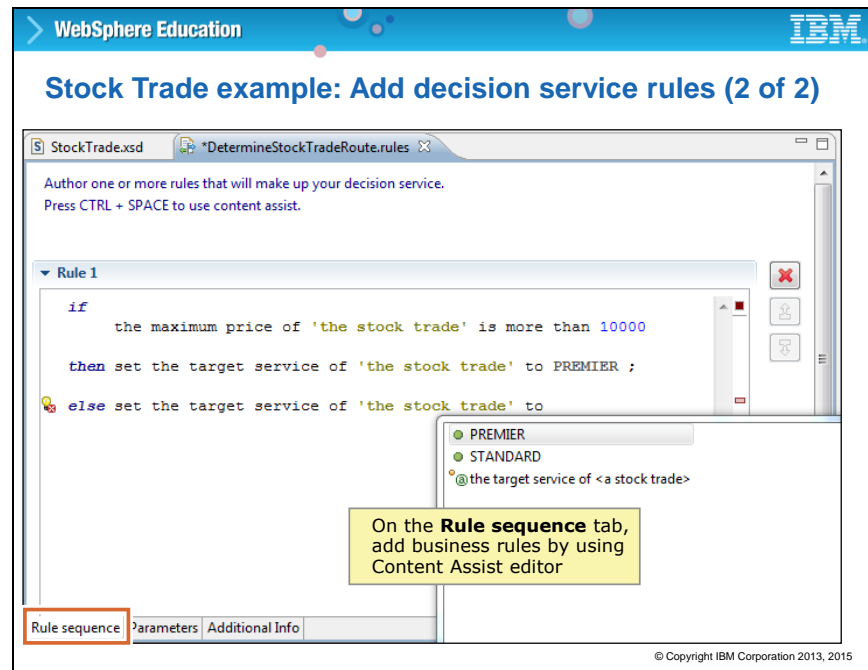 WebSphere Education
IBM
Stock Trade example: Add decision service rules (2 of 2)
StockTrade.xsd
*DetermineStockTradeRoute.rules
Author one or more rules that will make up your decision service.
Press CTRL + SPACE to use content assist.
Rule 1
if
the maximum price of 'the stock trade' is more than 10000
then set the target service of 'the stock trade' to PREMIER ;
else set the target service of 'the stock trade' to
PREMIER
STANDARD
the target service of <a stock trade>
On the Rule sequence tab,
add business rules by using
Content Assist editor
Rule sequence Parameters Additional Info
© Copyright IBM Corporation 2013, 2015